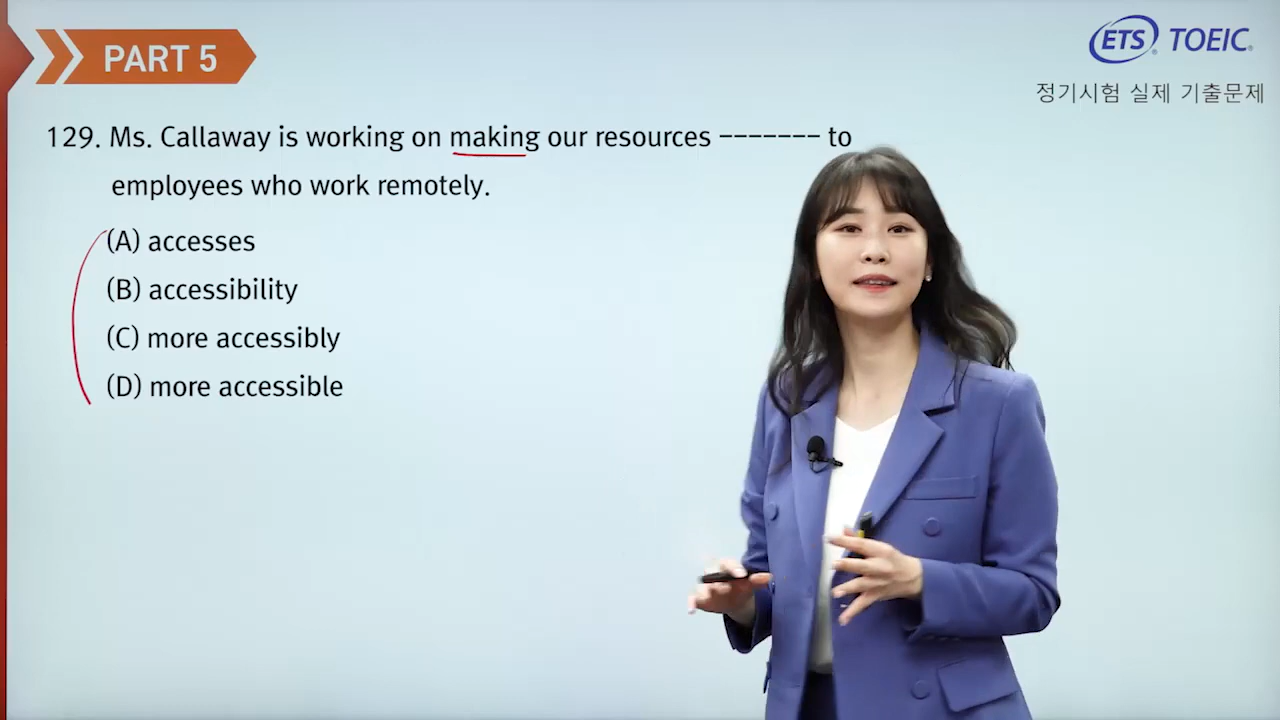 PART 5
ETS TOEIC
정기시험 실제 기출문제
129. Ms. Callaway is working on making our resources ------- to
employees who work remotely.
(A) accesses
(B) accessibility
(C) more accessibly
(D) more accessible